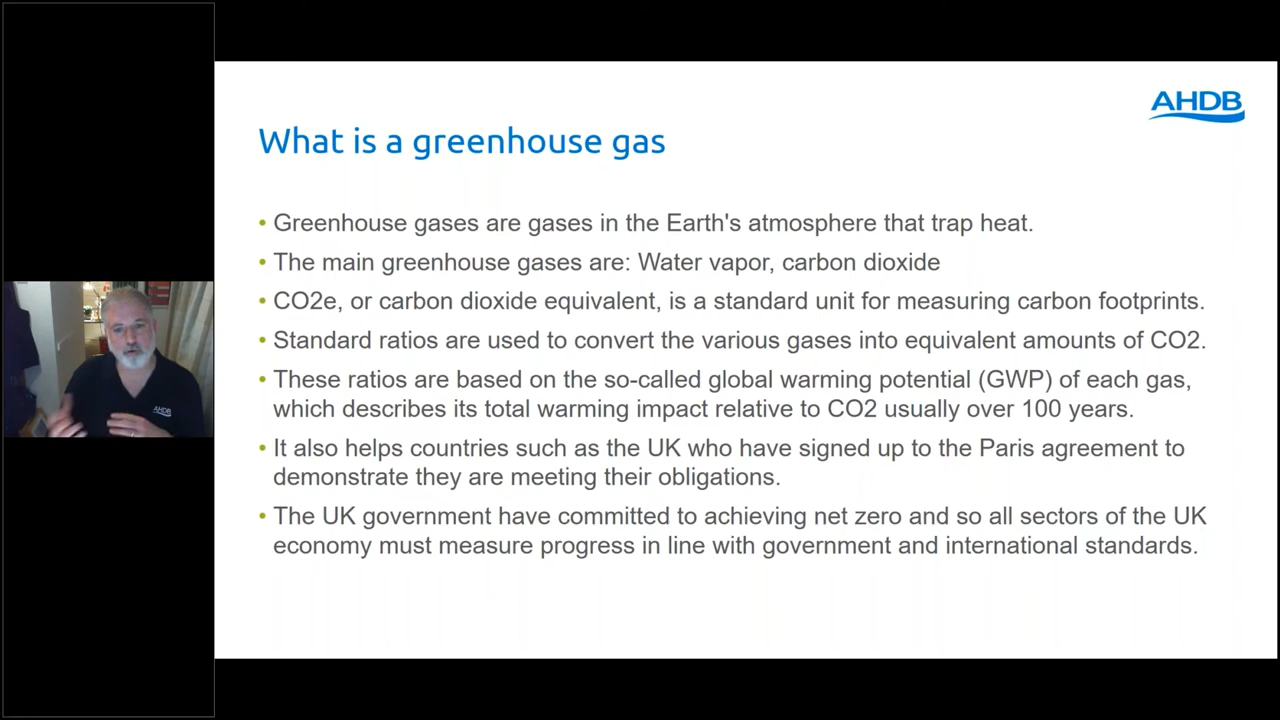 AHDB
What is a greenhouse gas
• Greenhouse gases are gases in the Earth's atmosphere that trap heat.
• The main greenhouse gases are: Water vapor, carbon dioxide
• CO2e, or carbon dioxide equivalent, is a standard unit for measuring carbon footprints.
• Standard ratios are used to convert the various gases into equivalent amounts of CO2.
• These ratios are based on the so-called global warming potential (GWP) of each gas,
which describes its total warming impact relative to CO2 usually over 100 years.
• It also helps countries such as the UK who have signed up to the Paris agreement to
demonstrate they are meeting their obligations.
• The UK government have committed to achieving net zero and so all sectors of the UK
economy must measure progress in line with government and international standards.
AHDB